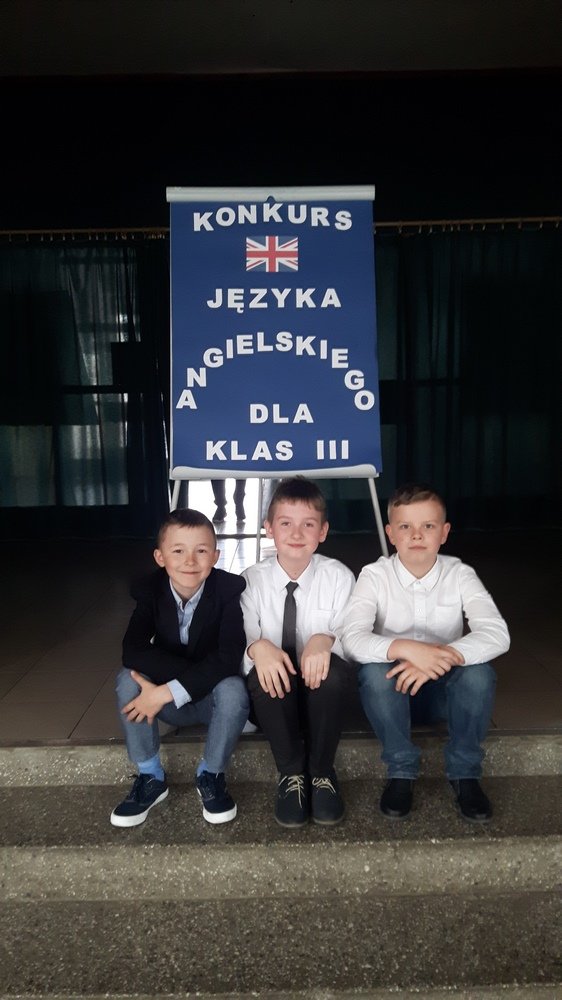 KONKURS
JĘZYKA
ANGIELSKIEGO
DLA
KLAS III